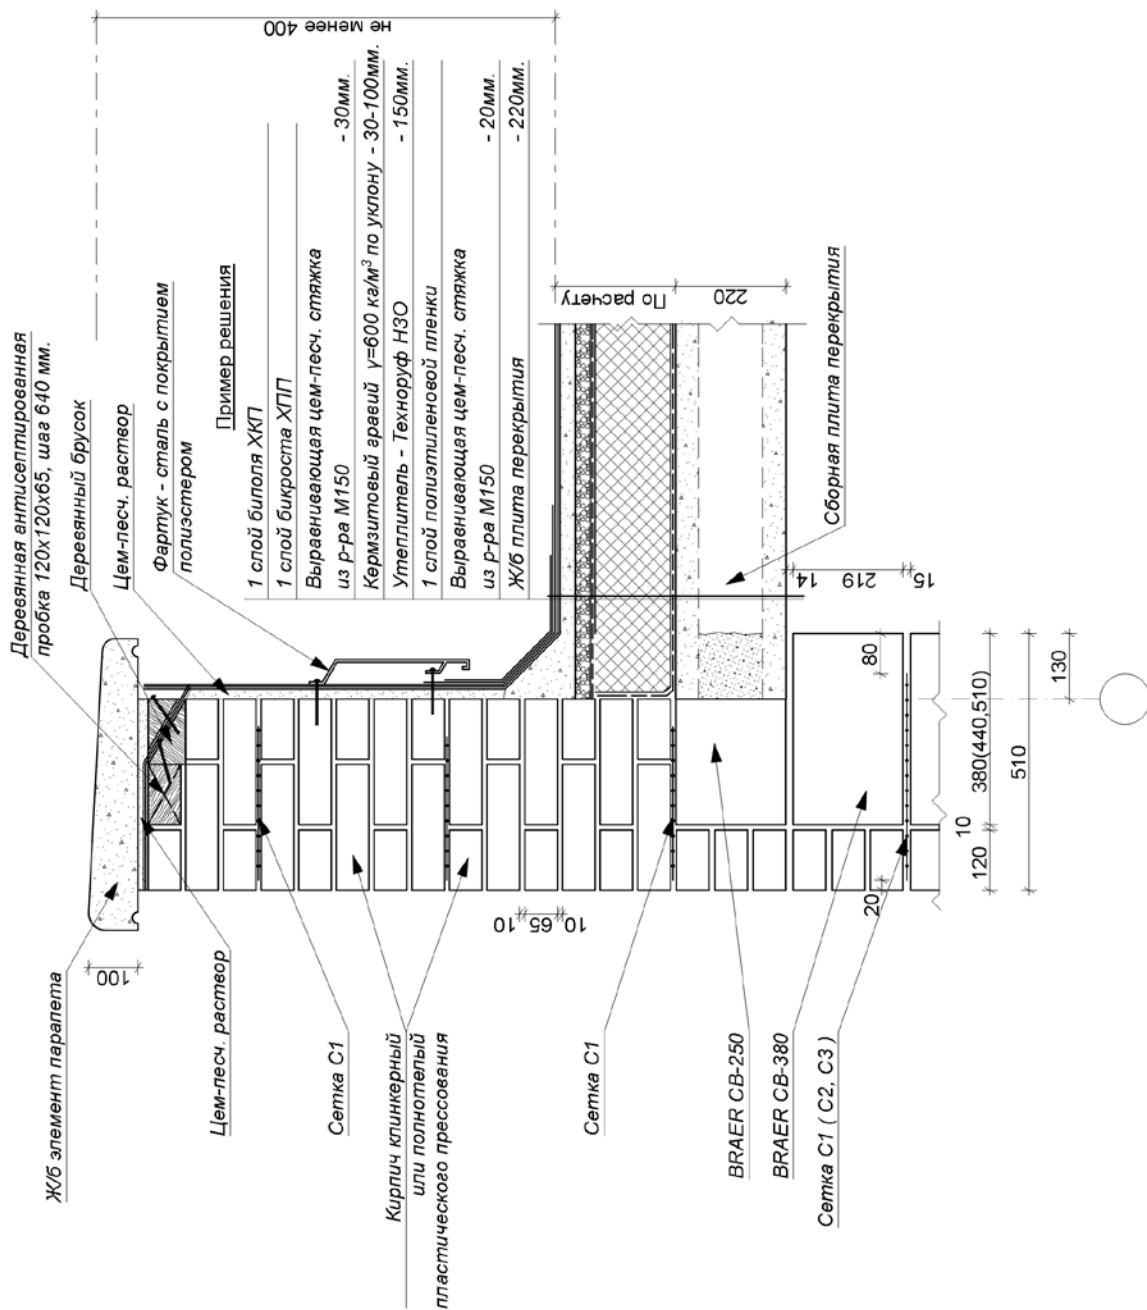 не менее 400
Деревянная антисептированная
пробка 120х120х65, шаг 640 мм.
Деревянный брусок
Цем-песч. раствор
Фартук - сталь с покрытием
полиэстером
Пример решения
1 слой биполя ХКП
1 слой бикроста ХПП
Выравнивающая цем-песч. стяжка
из р-ра М150 - 30мм.
Кермзитовый гравий γ=600 кг/м³ по уклону - 30-100мм.
Утеплитель - Техноруф Н30 - 150мм.
1 слой полиэтиленовой пленки
Выравнивающая цем-песч. стяжка
из р-ра М150 - 20мм.
Ж/б плита перекрытия - 220мм.
По расчету
220
Сборная плита перекрытия
14
219
15
80
130
380(440,510)
510
10
120
20
10,65,10
100
Ж/б элемент парапета
Цем-песч. раствор
Сетка С1
Кирпич клинкерный
или полнотелый
пластического прессования
Сетка С1
BRAER СВ-250
BRAER СВ-380
Сетка С1 ( С2, С3 )